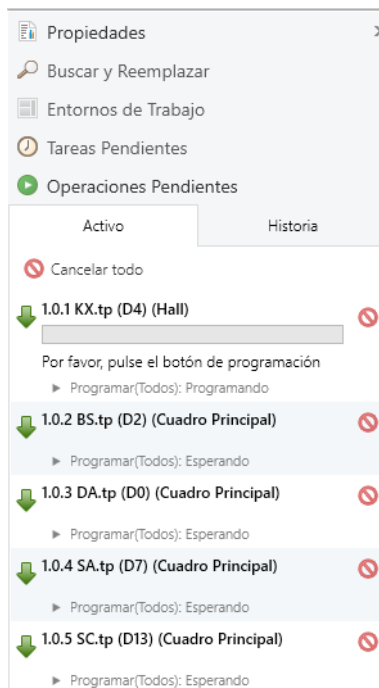 Propiedades
Buscar y Reemplazar
Entornos de Trabajo
Tareas Pendientes
Operaciones Pendientes
Activo Historia
Cancelar todo
1.0.1 KX.tp (D4) (Hall)
Por favor, pulse el botón de programación
Programar(Todos): Programando
1.0.2 BS.tp (D2) (Cuadro Principal)
Programar(Todos): Esperando
1.0.3 DA.tp (D0) (Cuadro Principal)
Programar(Todos): Esperando
1.0.4 SA.tp (D7) (Cuadro Principal)
Programar(Todos): Esperando
1.0.5 SC.tp (D13) (Cuadro Principal)
Programar(Todos): Esperando